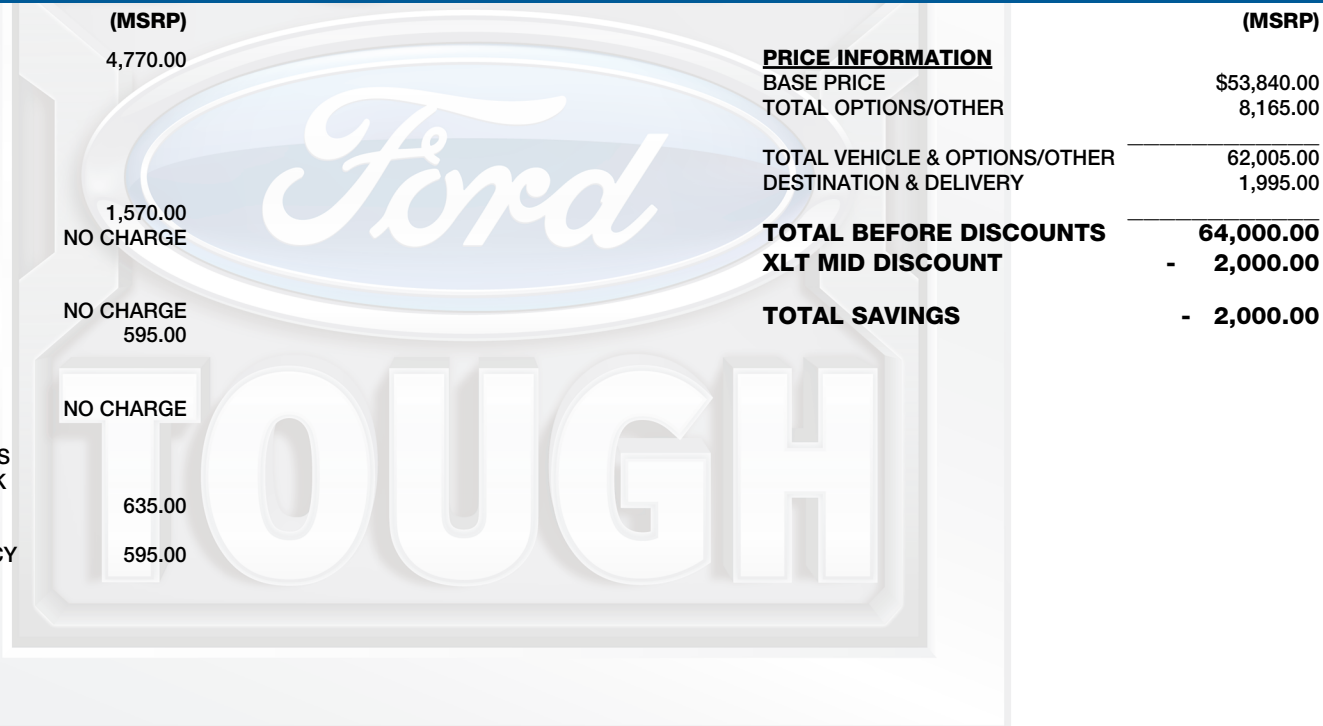 (MSRP)
4,770.00
1,570.00
NO CHARGE
NO CHARGE
595.00
NO CHARGE
S
K
635.00
CY 595.00
(MSRP)
PRICE INFORMATION
BASE PRICE $53,840.00
TOTAL OPTIONS/OTHER 8,165.00
TOTAL VEHICLE & OPTIONS/OTHER 62,005.00
DESTINATION & DELIVERY 1,995.00
TOTAL BEFORE DISCOUNTS 64,000.00
XLT MID DISCOUNT - 2,000.00
TOTAL SAVINGS - 2,000.00
Ford
TOUGH